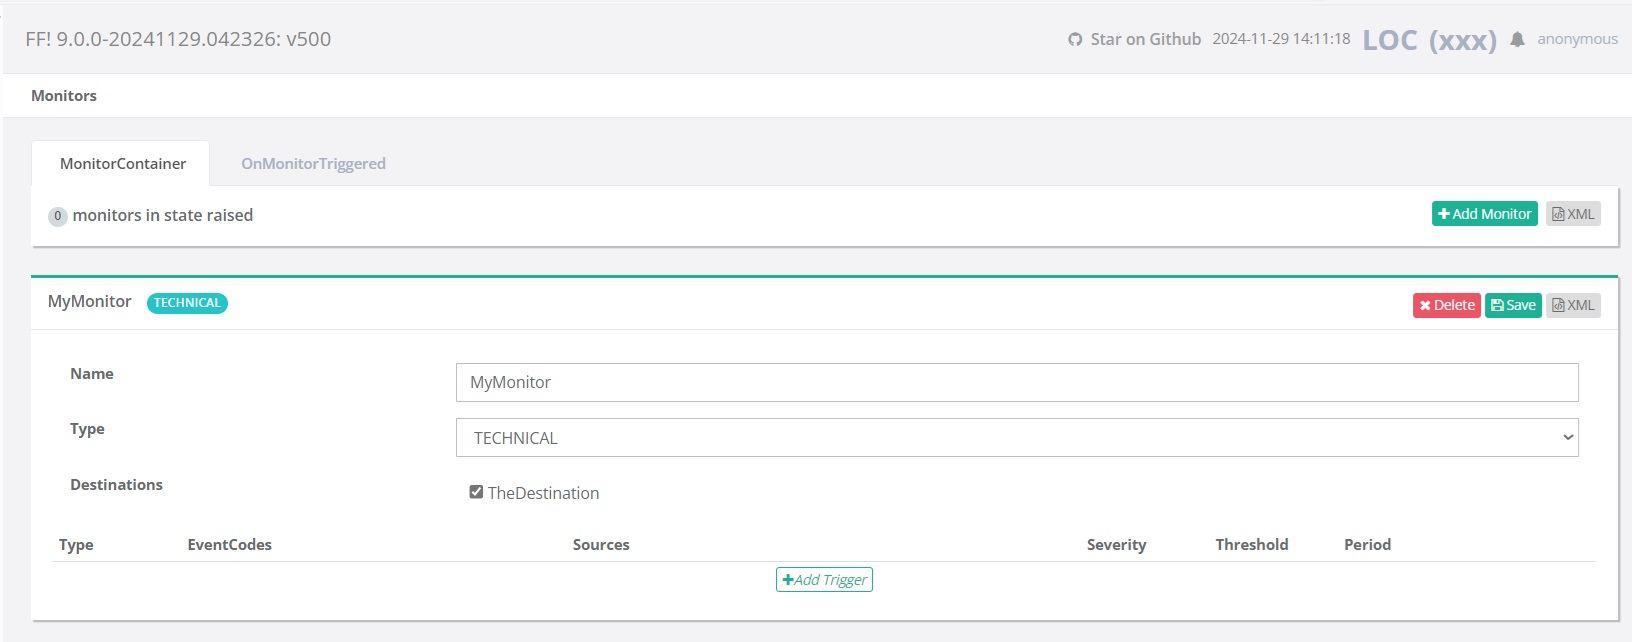 FF! 9.0.0-20241129.042326: v500
Star on Github 2024-11-29 14:11:18 LOC (xxx) anonymous
Monitors
MonitorContainer OnMonitorTriggered
0 monitors in state raised Add Monitor XML
MyMonitor TECHNICAL Delete Save XML
Name MyMonitor
Type TECHNICAL
Destinations TheDestination
Type EventCodes Sources Severity Threshold Period
Add Trigger